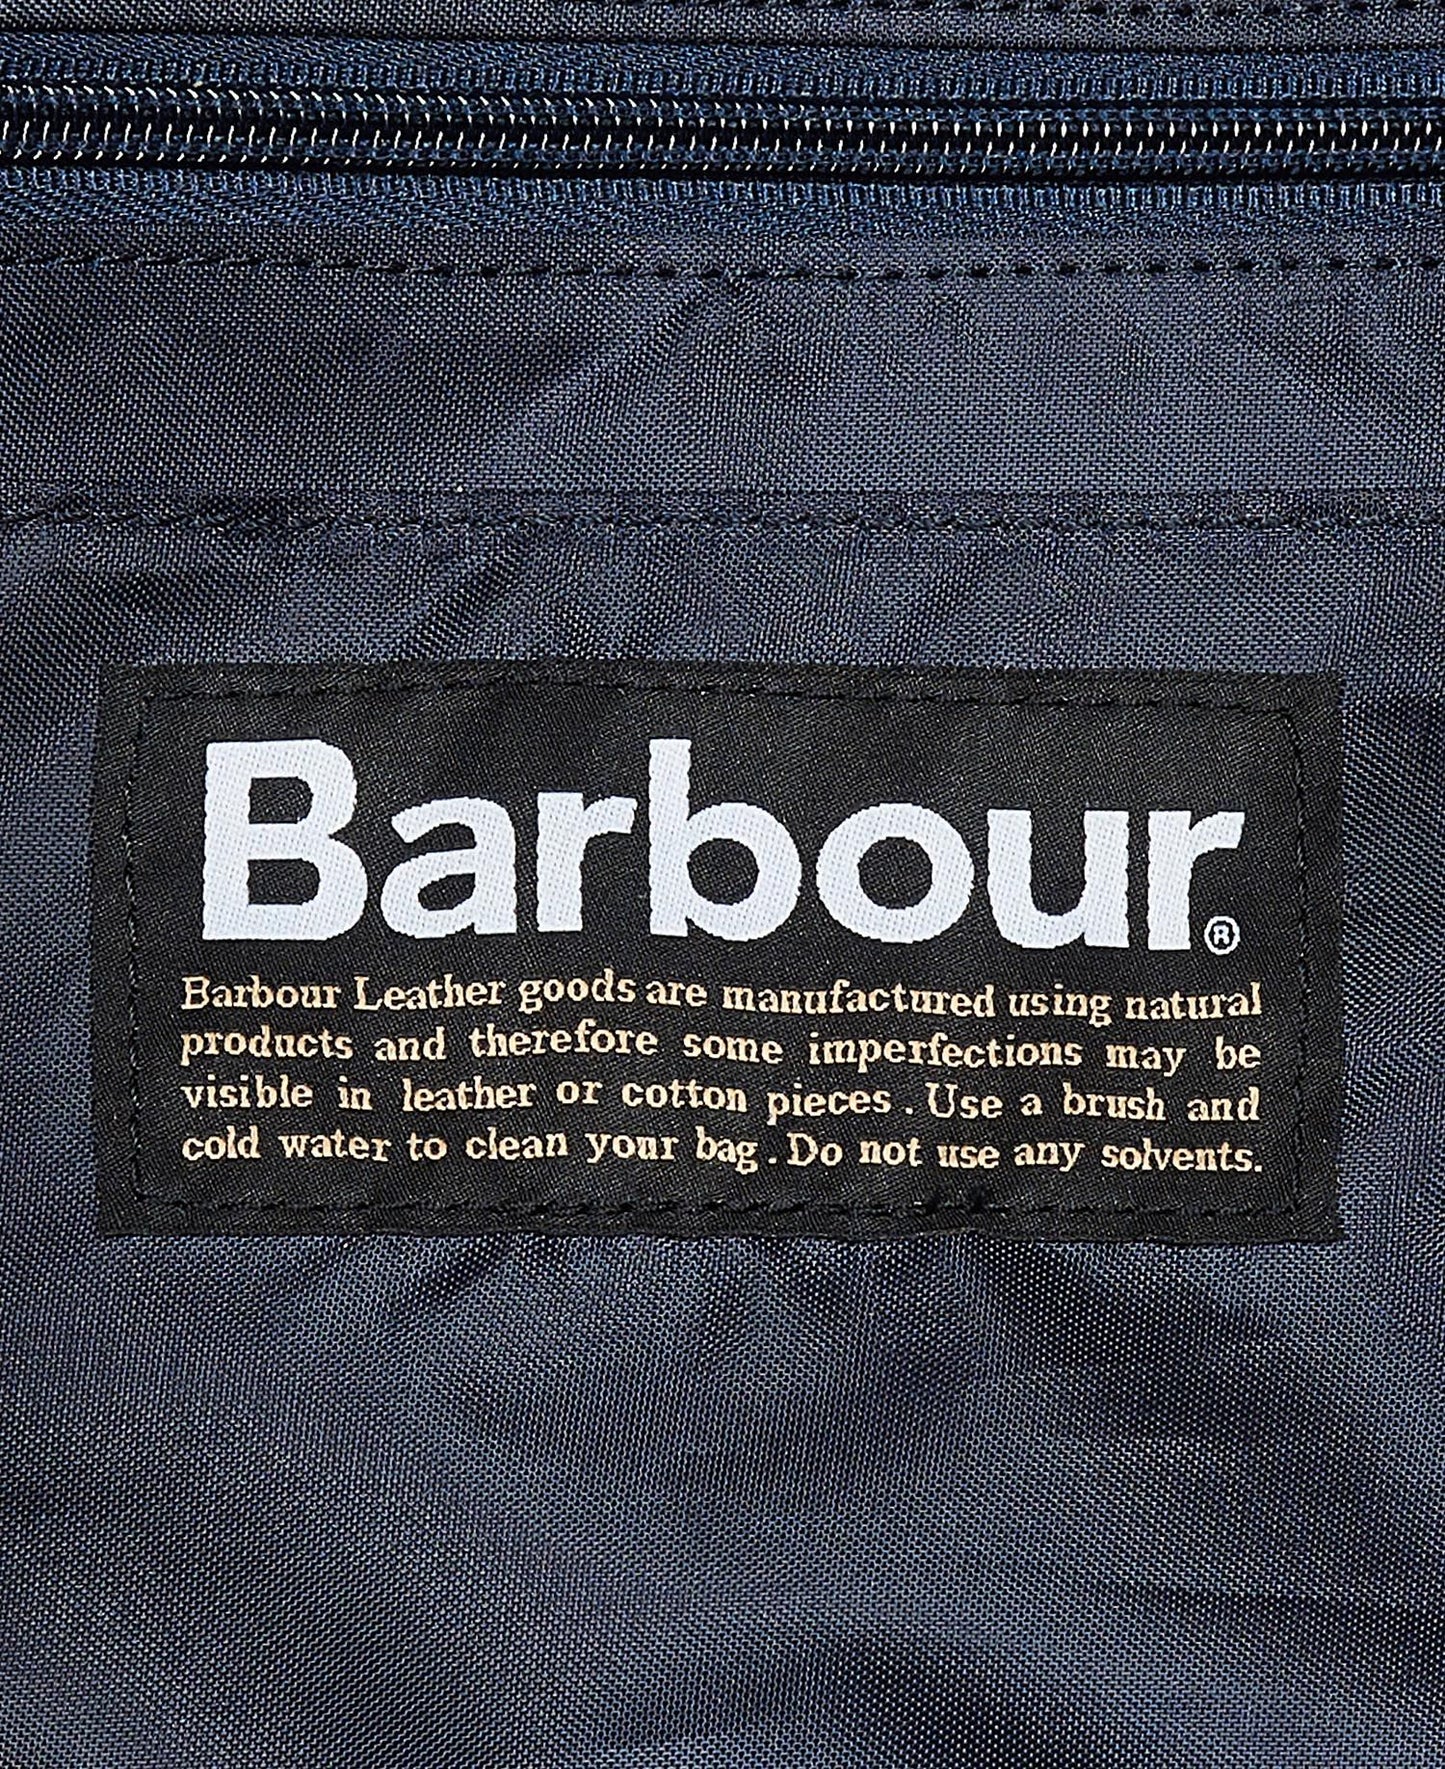 Barbour®
Barbour Leather goods are manufactured using natural
products and therefore some imperfections may be
visible in leather or cotton pieces . Use a brush and
cold water to clean your bag . Do not use any solvents.